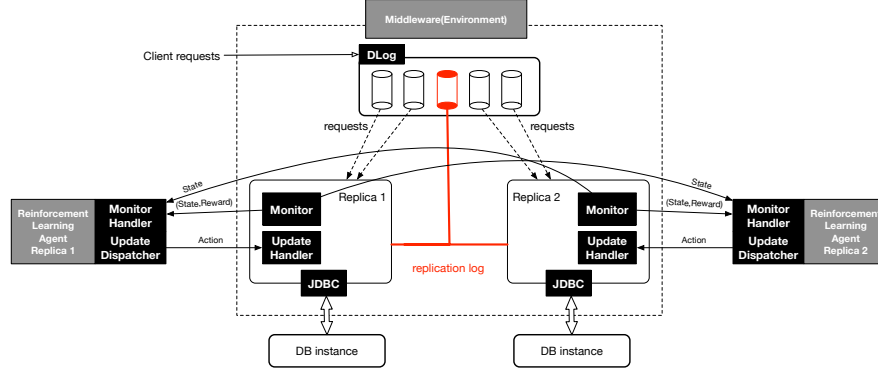 Middleware(Environment)
Client requests
DLog
requests
requests
State
State
Replica 1
Replica 2
(State,Reward)
Monitor
Monitor
(State,Reward)
Reinforcement
Learning
Agent
Replica 1
Monitor
Handler
Update
Dispatcher
Action
Update
Handler
Update
Handler
Action
Monitor
Handler
Update
Dispatcher
Reinforcement
Learning
Agent
Replica 2
replication log
JDBC
JDBC
DB instance
DB instance